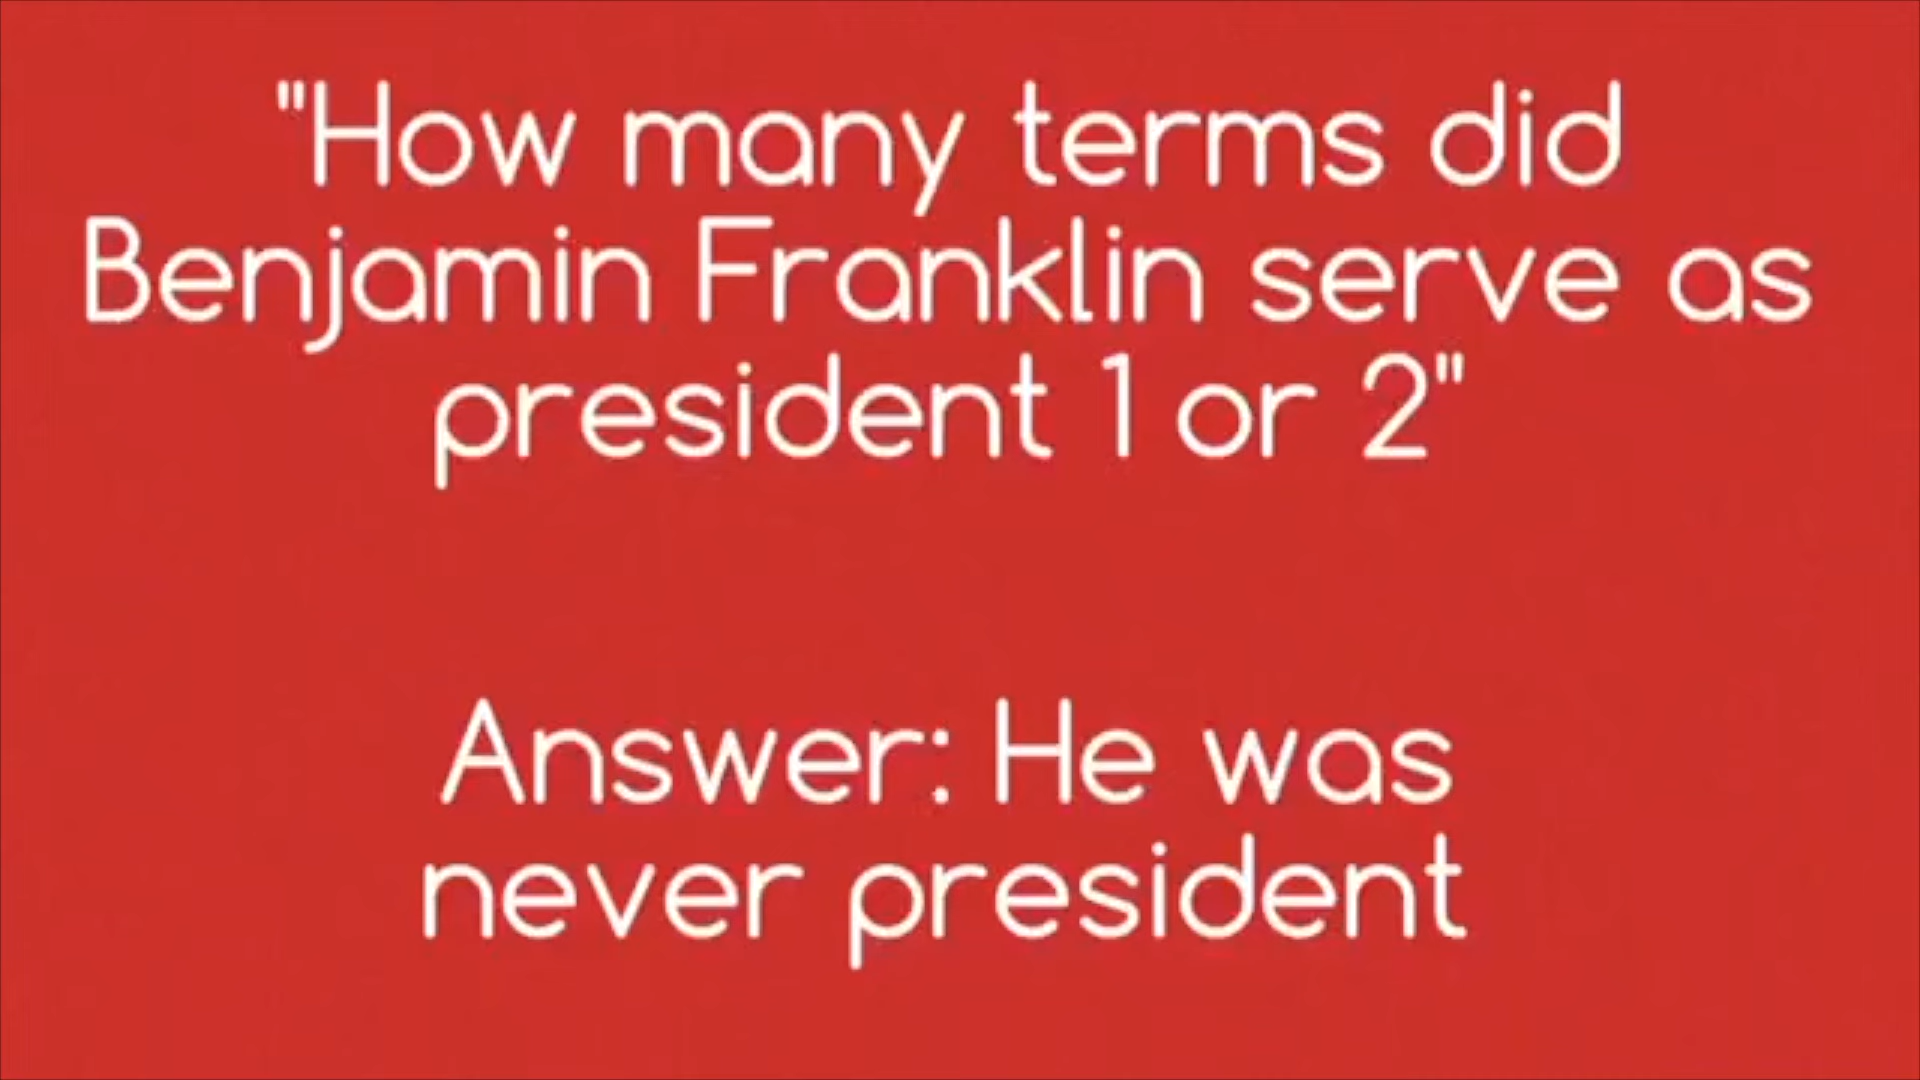 "How many terms did
Benjamin Franklin serve as
president 1 or 2"
Answer: He was
never president